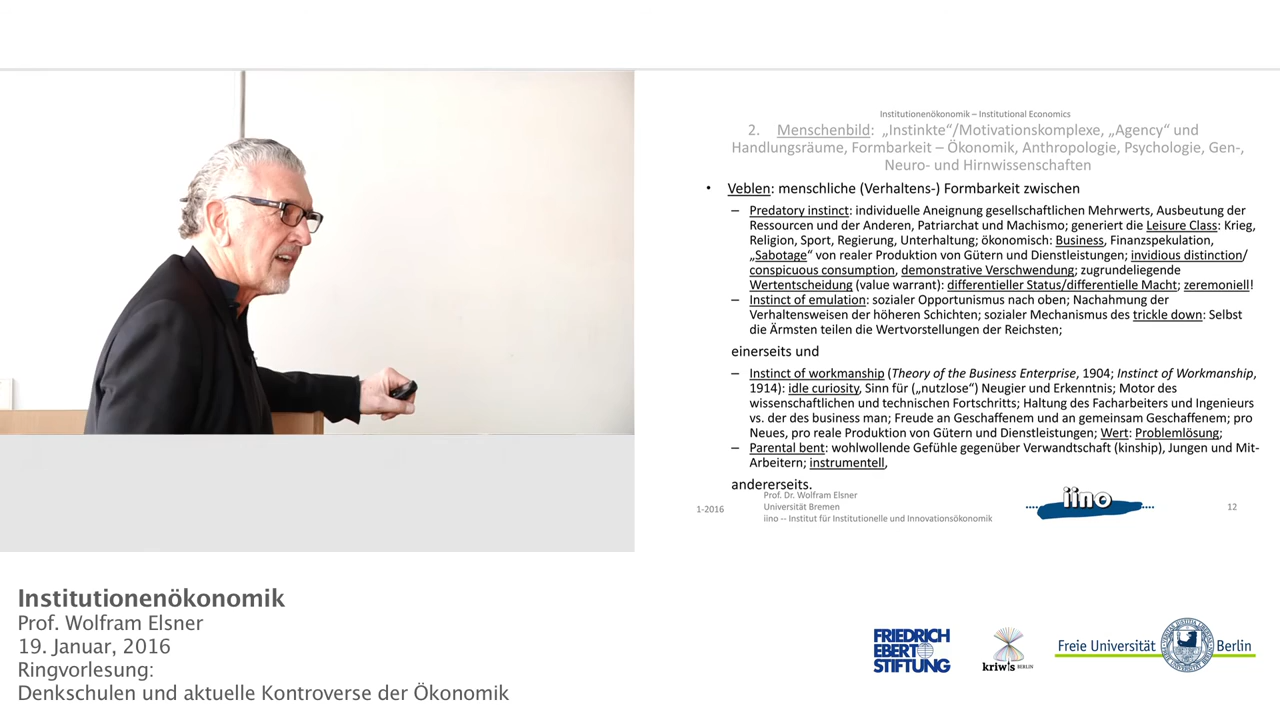 Institutionenökonomik – Institutional Economics
2. Menschenbild: „Instinkte“/Motivationskomplexe, „Agency“ und
Handlungsräume, Formbarkeit – Ökonomik, Anthropologie, Psychologie, Gen-,
Neuro- und Hirnwissenschaften
• Veblen: menschliche (Verhaltens-) Formbarkeit zwischen
– Predatory instinct: individuelle Aneignung gesellschaftlichen Mehrwerts, Ausbeutung der
Ressourcen und der Anderen, Patriarchat und Machismo; generiert die Leisure Class: Krieg,
Religion, Sport, Regierung, Unterhaltung; ökonomisch: Business, Finanzspekulation,
„Sabotage“ von realer Produktion von Gütern und Dienstleistungen; invidious distinction/
conspicuous consumption, demonstrative Verschwendung; zugrundeliegende
Wertentscheidung (value warrant): differentieller Status/differentielle Macht; zeremoniell!
– Instinct of emulation: sozialer Opportunismus nach oben; Nachahmung der
Verhaltensweisen der höheren Schichten; sozialer Mechanismus des trickle down: Selbst
die Ärmsten teilen die Wertvorstellungen der Reichsten;
einerseits und
– Instinct of workmanship (Theory of the Business Enterprise, 1904; Instinct of Workmanship,
1914): idle curiosity, Sinn für („nutzlose“) Neugier und Erkenntnis; Motor des
wissenschaftlichen und technischen Fortschritts; Haltung des Facharbeiters und Ingenieurs
vs. der des business man; Freude an Geschaffenem und an gemeinsam Geschaffenem; pro
Neues, pro reale Produktion von Gütern und Dienstleistungen; Wert: Problemlösung;
– Parental bent: wohlwollende Gefühle gegenüber Verwandtschaft (kinship), Jungen und Mit-
Arbeitern; instrumentell,
andererseits.
1-2016
Prof. Dr. Wolfram Elsner
Universität Bremen
iino -- Institut für Institutionelle und Innovationsökonomik
iino
12
Institutionenökonomik
Prof. Wolfram Elsner
19. Januar, 2016
Ringvorlesung:
Denkschulen und aktuelle Kontroverse der Ökonomik
FRIEDRICH
EBERT
STIFTUNG
kriwis BERLIN
Freie Universität Berlin